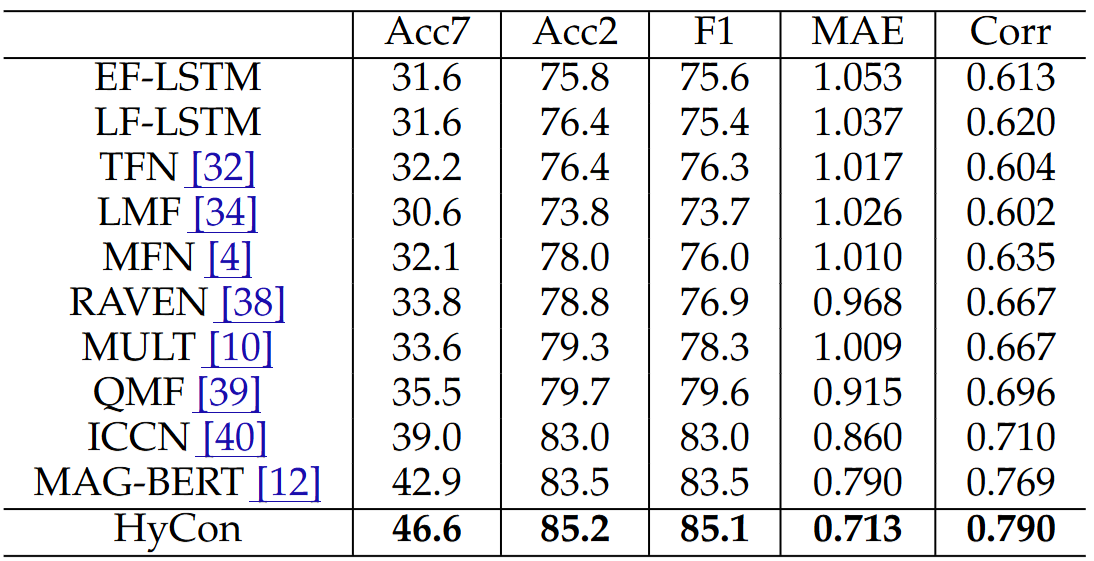 Acc7 Acc2 F1 MAE Corr
EF-LSTM 31.6 75.8 75.6 1.053 0.613
LF-LSTM 31.6 76.4 75.4 1.037 0.620
TFN [32] 32.2 76.4 76.3 1.017 0.604
LMF [34] 30.6 73.8 73.7 1.026 0.602
MFN [4] 32.1 78.0 76.0 1.010 0.635
RAVEN [38] 33.8 78.8 76.9 0.968 0.667
MULT [10] 33.6 79.3 78.3 1.009 0.667
QMF [39] 35.5 79.7 79.6 0.915 0.696
ICCN [40] 39.0 83.0 83.0 0.860 0.710
MAG-BERT [12] 42.9 83.5 83.5 0.790 0.769
HyCon 46.6 85.2 85.1 0.713 0.790